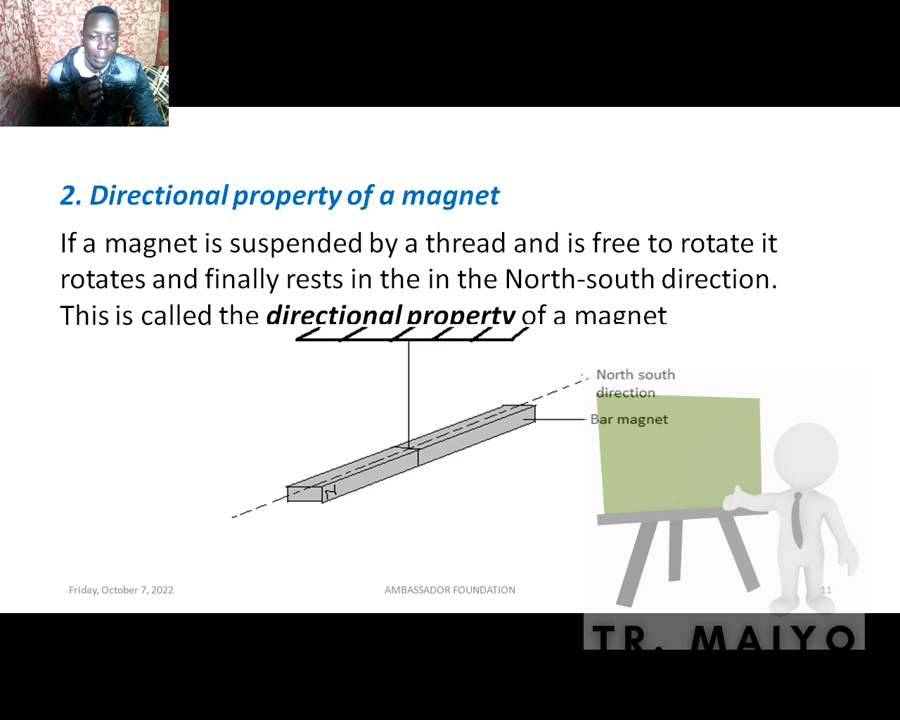 2. Directional property of a magnet
If a magnet is suspended by a thread and is free to rotate it
rotates and finally rests in the in the North-south direction.
This is called the directional property of a magnet
North south
direction
Bar magnet
N
Friday, October 7, 2022
AMBASSADOR FOUNDATION
11
TR. MAIYO